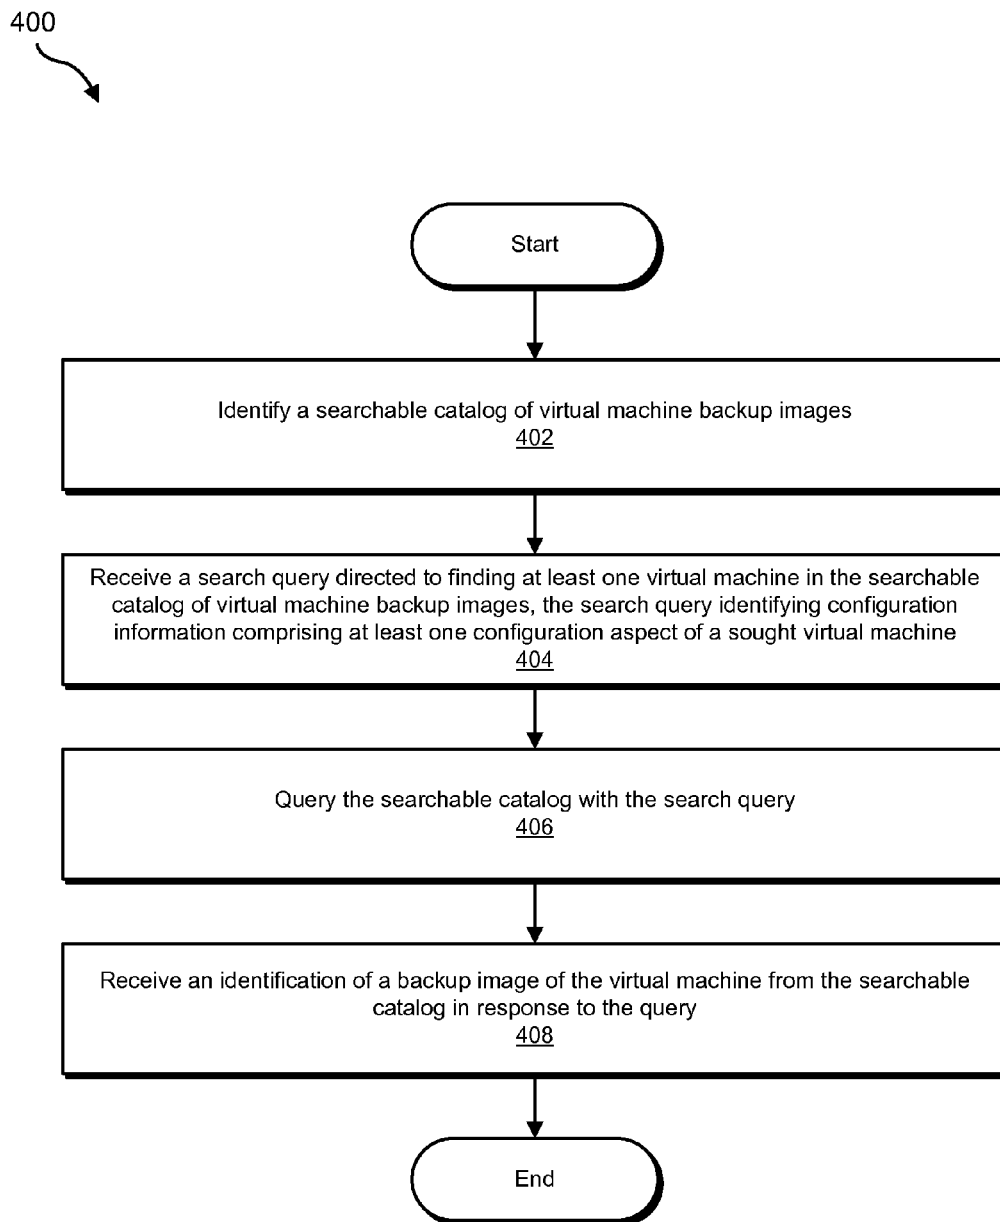 400
Start
Identify a searchable catalog of virtual machine backup images
402
Receive a search query directed to finding at least one virtual machine in the searchable
catalog of virtual machine backup images, the search query identifying configuration
information comprising at least one configuration aspect of a sought virtual machine
404
Query the searchable catalog with the search query
406
Receive an identification of a backup image of the virtual machine from the searchable
catalog in response to the query
408
End